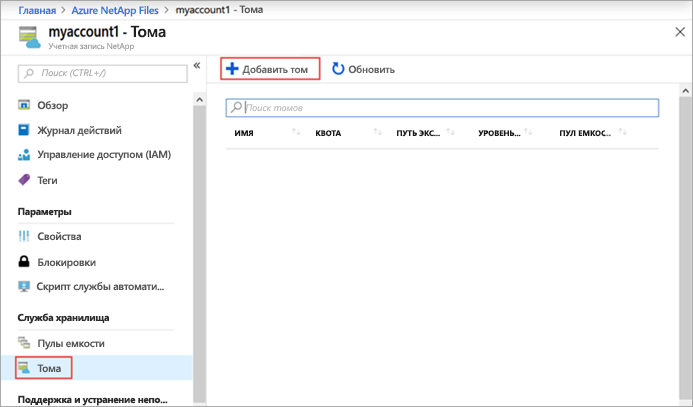 Главная > Azure NetApp Files > myaccount1 - Тома
myaccount1 - Тома
Учетная запись NetApp
Поиск (CTRL+/)
Обзор
Журнал действий
Управление доступом (IAM)
Теги
Параметры
Свойства
Блокировки
Скрипт службы автомати...
Служба хранилища
Пулы емкости
Тома
Поддержка и устранение непо...
Добавить том
Обновить
Поиск томов
ИМЯ КВОТА ПУТЬ ЭКС... УРОВЕНЬ... ПУЛ ЕМКОС...